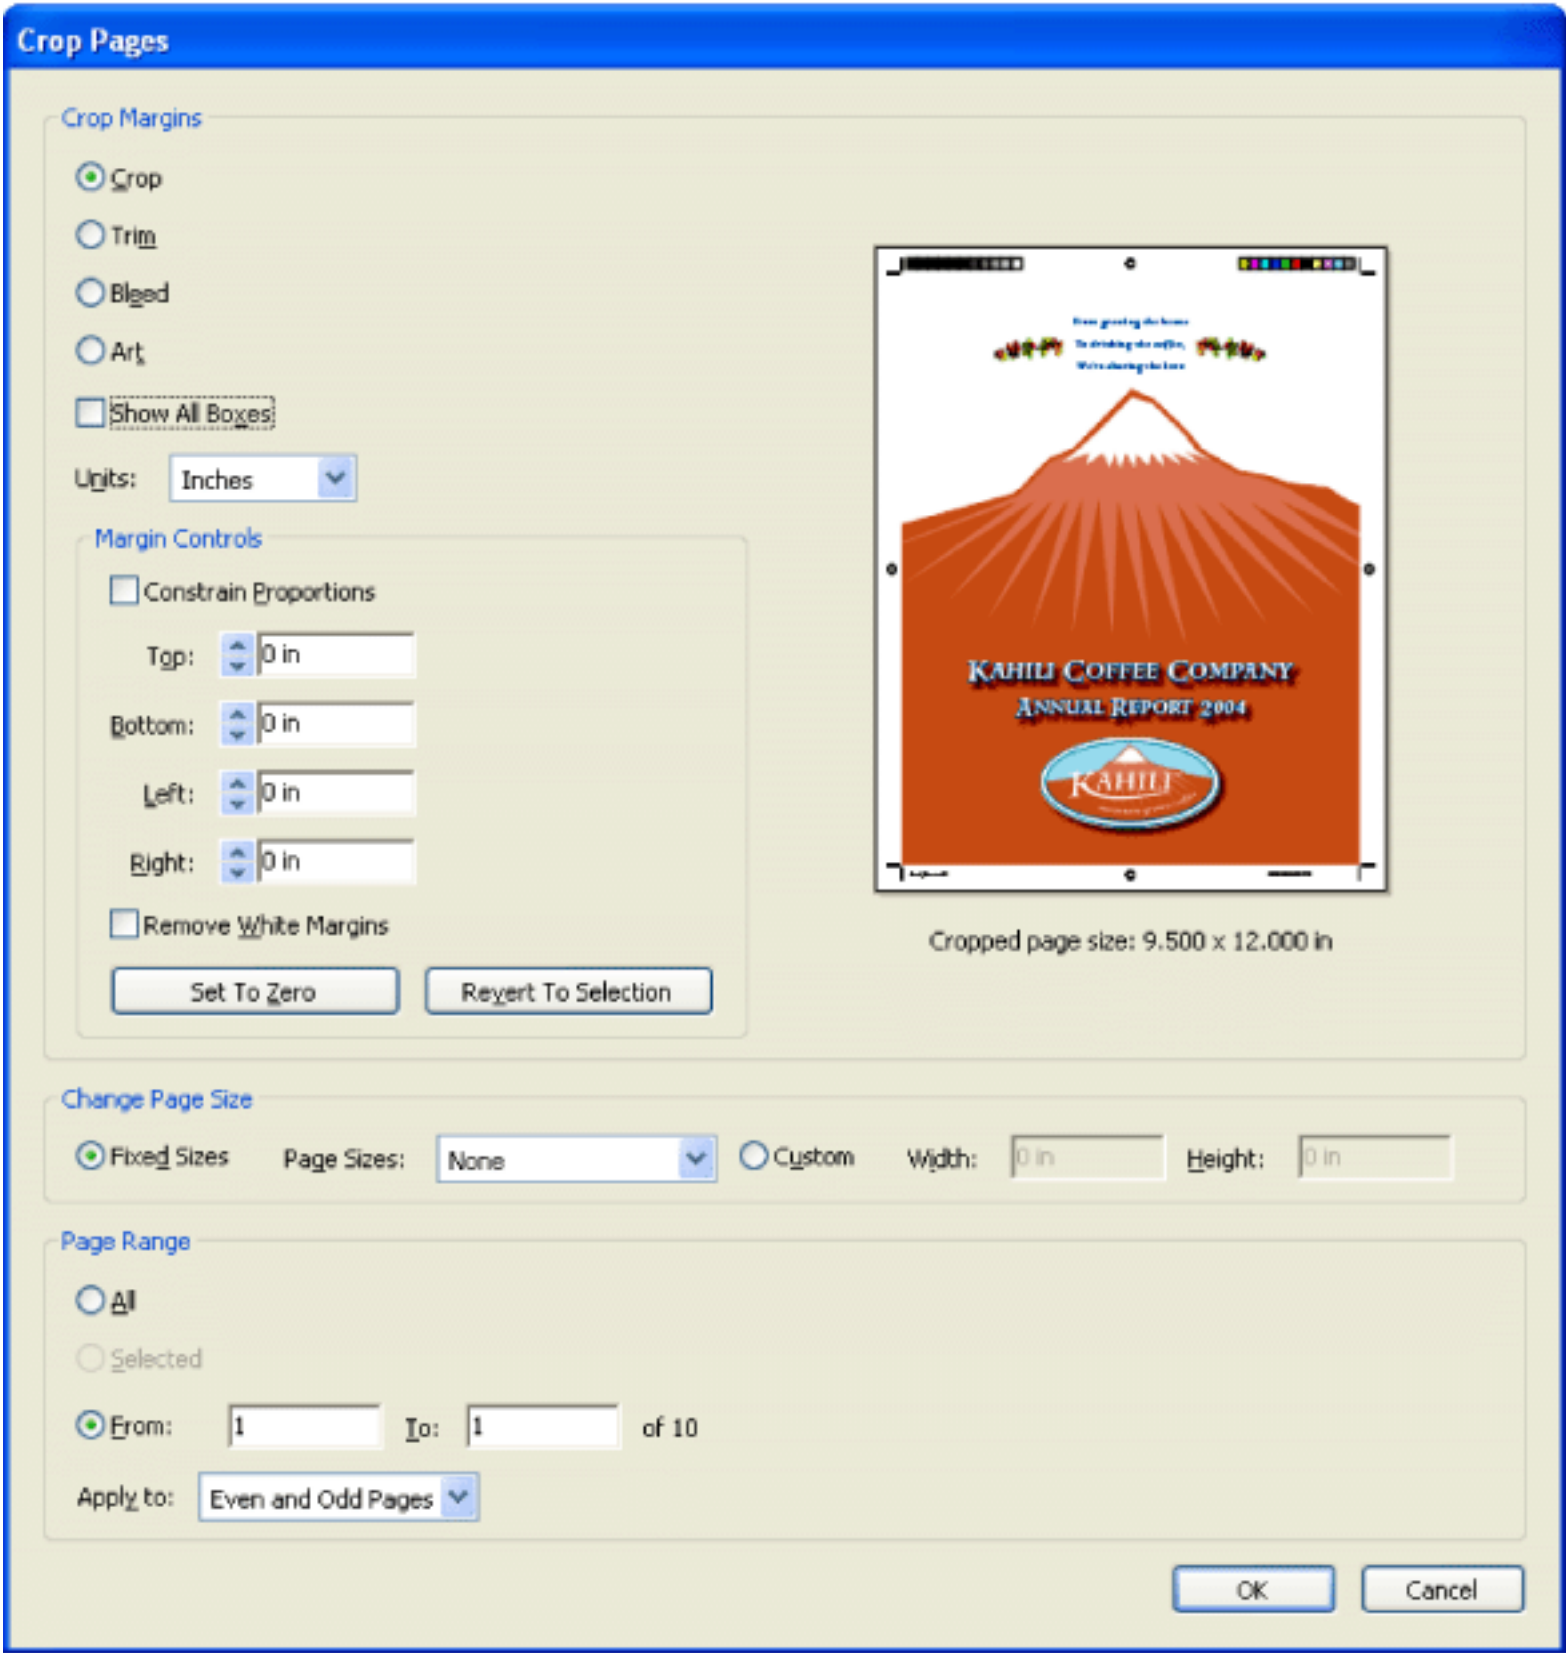 Crop Pages
Crop Margins
Crop
Trim
Bleed
Art
Show All Boxes
Units: Inches
Margin Controls
Constrain Proportions
Top: 0 in
Bottom: 0 in
Left: 0 in
Right: 0 in
Remove White Margins
Set To Zero Revert To Selection
KAHILI COFFEE COMPANY
ANNUAL REPORT 2004
KAHILI
Cropped page size: 9.500 x 12.000 in
Change Page Size
Fixed Sizes Page Sizes: None Custom Width: 0 in Height: 0 in
Page Range
All
Selected
From: 1 To: 1 of 10
Apply to: Even and Odd Pages
OK Cancel